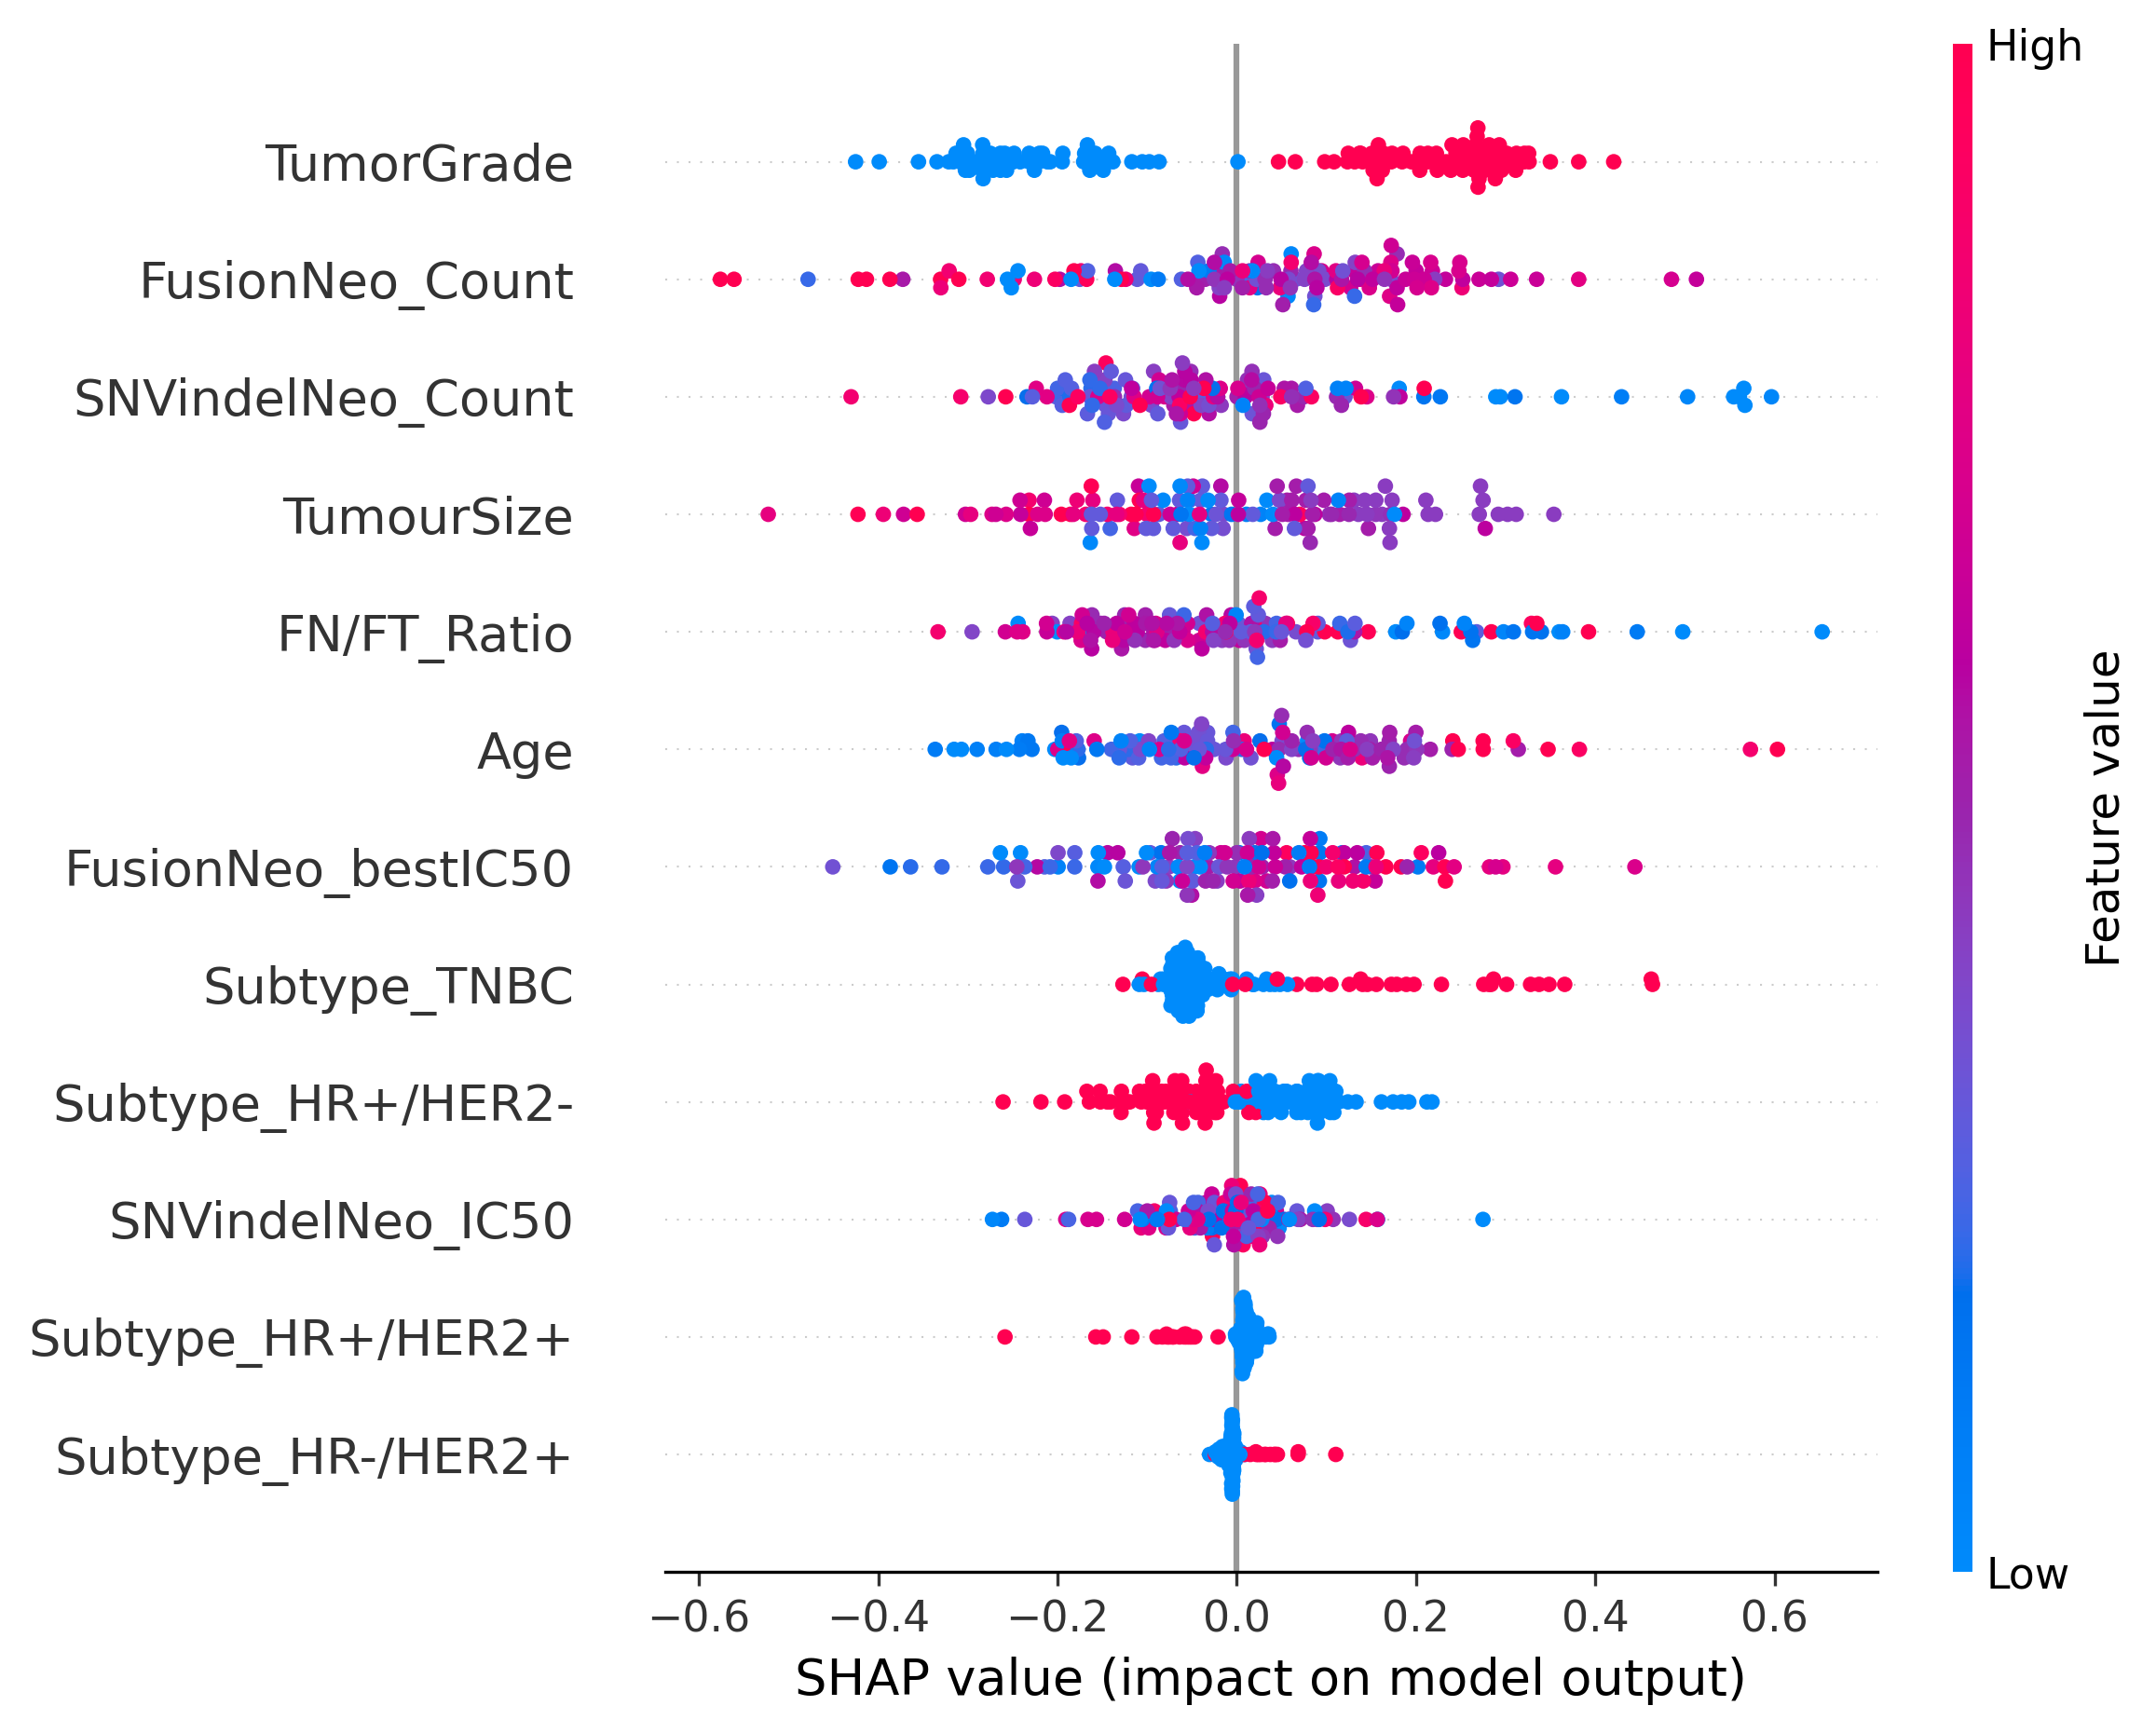 High
TumorGrade
FusionNeo_Count
SNVindelNeo_Count
TumourSize
FN/FT_Ratio
Age
FusionNeo_bestIC50
Subtype_TNBC
Subtype_HR+/HER2-
SNVindelNeo_IC50
Subtype_HR+/HER2+
Subtype_HR-/HER2+
Feature value
Low
−0.6 −0.4 −0.2 0.0 0.2 0.4 0.6
SHAP value (impact on model output)